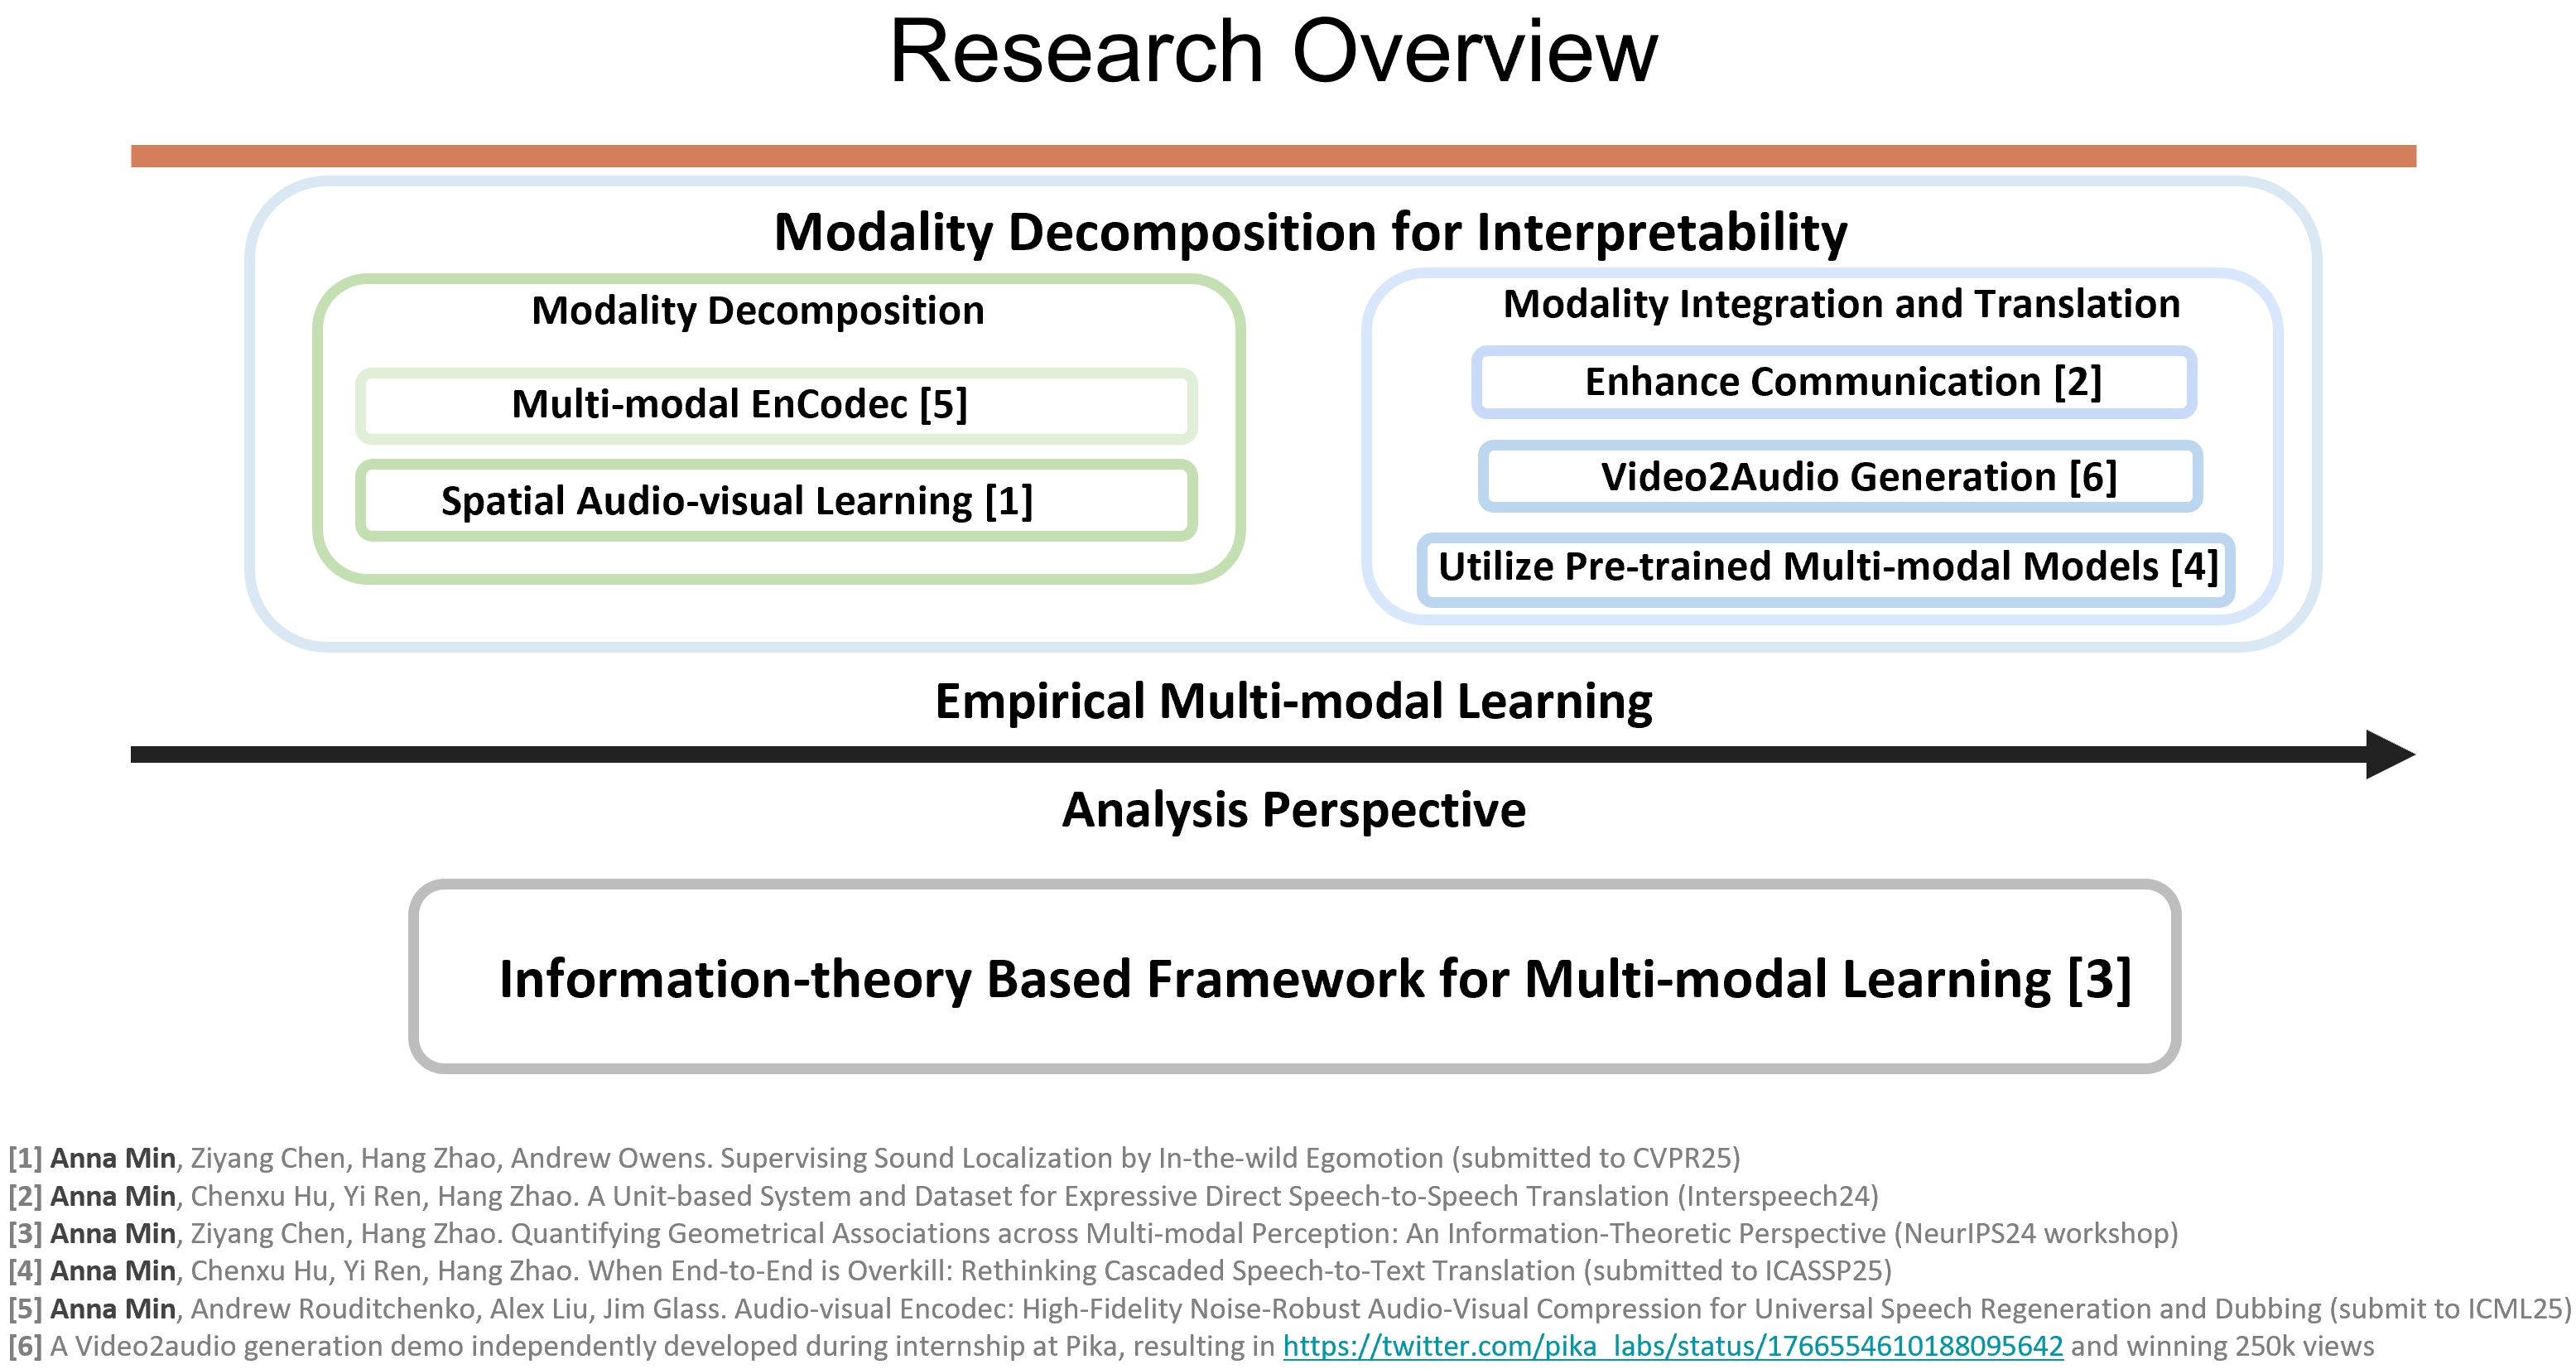 Research Overview
Modality Decomposition for Interpretability
Modality Decomposition
Multi-modal EnCodec [5]
Spatial Audio-visual Learning [1]
Modality Integration and Translation
Enhance Communication [2]
Video2Audio Generation [6]
Utilize Pre-trained Multi-modal Models [4]
Empirical Multi-modal Learning
Analysis Perspective
Information-theory Based Framework for Multi-modal Learning [3]
[1] Anna Min, Ziyang Chen, Hang Zhao, Andrew Owens. Supervising Sound Localization by In-the-wild Egomotion (submitted to CVPR25)
[2] Anna Min, Chenxu Hu, Yi Ren, Hang Zhao. A Unit-based System and Dataset for Expressive Direct Speech-to-Speech Translation (Interspeech24)
[3] Anna Min, Ziyang Chen, Hang Zhao. Quantifying Geometrical Associations across Multi-modal Perception: An Information-Theoretic Perspective (NeurIPS24 workshop)
[4] Anna Min, Chenxu Hu, Yi Ren, Hang Zhao. When End-to-End is Overkill: Rethinking Cascaded Speech-to-Text Translation (submitted to ICASSP25)
[5] Anna Min, Andrew Rouditchenko, Alex Liu, Jim Glass. Audio-visual Encodec: High-Fidelity Noise-Robust Audio-Visual Compression for Universal Speech Regeneration and Dubbing (submit to ICML25)
[6] A Video2audio generation demo independently developed during internship at Pika, resulting in https://twitter.com/pika_labs/status/1766554610188095642 and winning 250k views